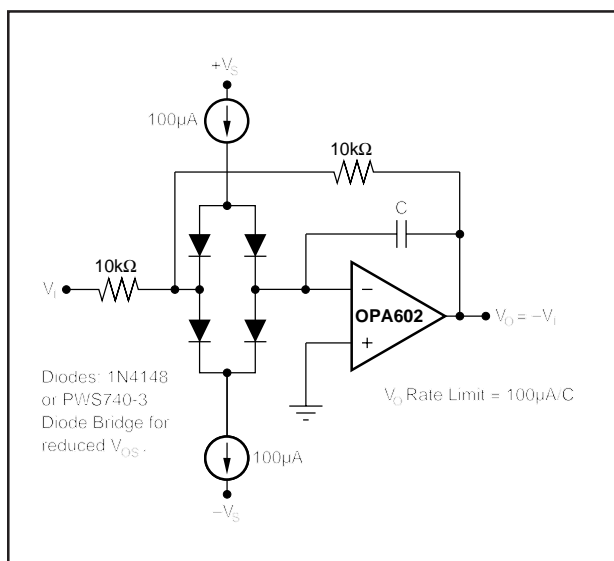 +VS
100µA
10kΩ
C
10kΩ
VI
−
OPA602
+
VO = −VI
Diodes: 1N4148
or PWS740-3
Diode Bridge for
reduced VOS.
VO Rate Limit = 100µA/C
100µA
−VS